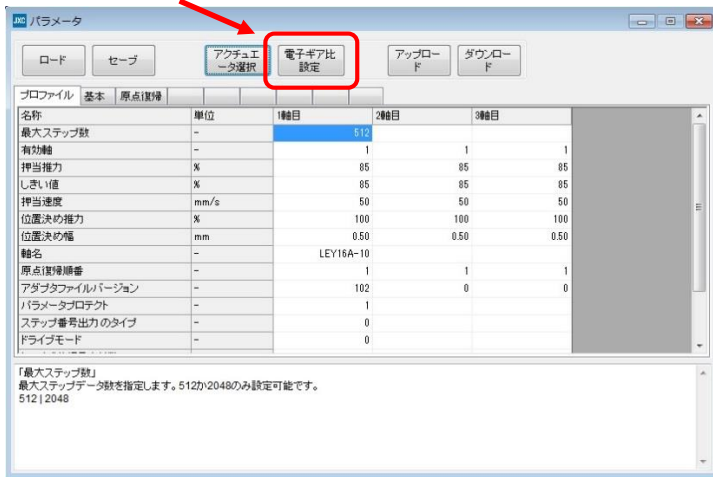 JXC パラメータ
ロード セーブ アクチュエータ選択 電子ギア比設定 アップロード ダウンロード
プロファイル 基本 原点復帰
名称 単位 1軸目 2軸目 3軸目
最大ステップ数 - 512
有効軸 - 1 1 1
押当推力 % 85 85 85
しきい値 % 85 85 85
押当速度 mm/s 50 50 50
位置決め推力 % 100 100 100
位置決め幅 mm 0.50 0.50 0.50
軸名 - LEY16A-10
原点復帰順番 - 1 1 1
アダプタファイルバージョン - 102 0 0
パラメータプロテクト - 1
ステップ番号出力のタイプ - 0
ドライブモード - 0
「最大ステップ数」
最大ステップデータ数を指定します。512か2048のみ設定可能です。
512 | 2048